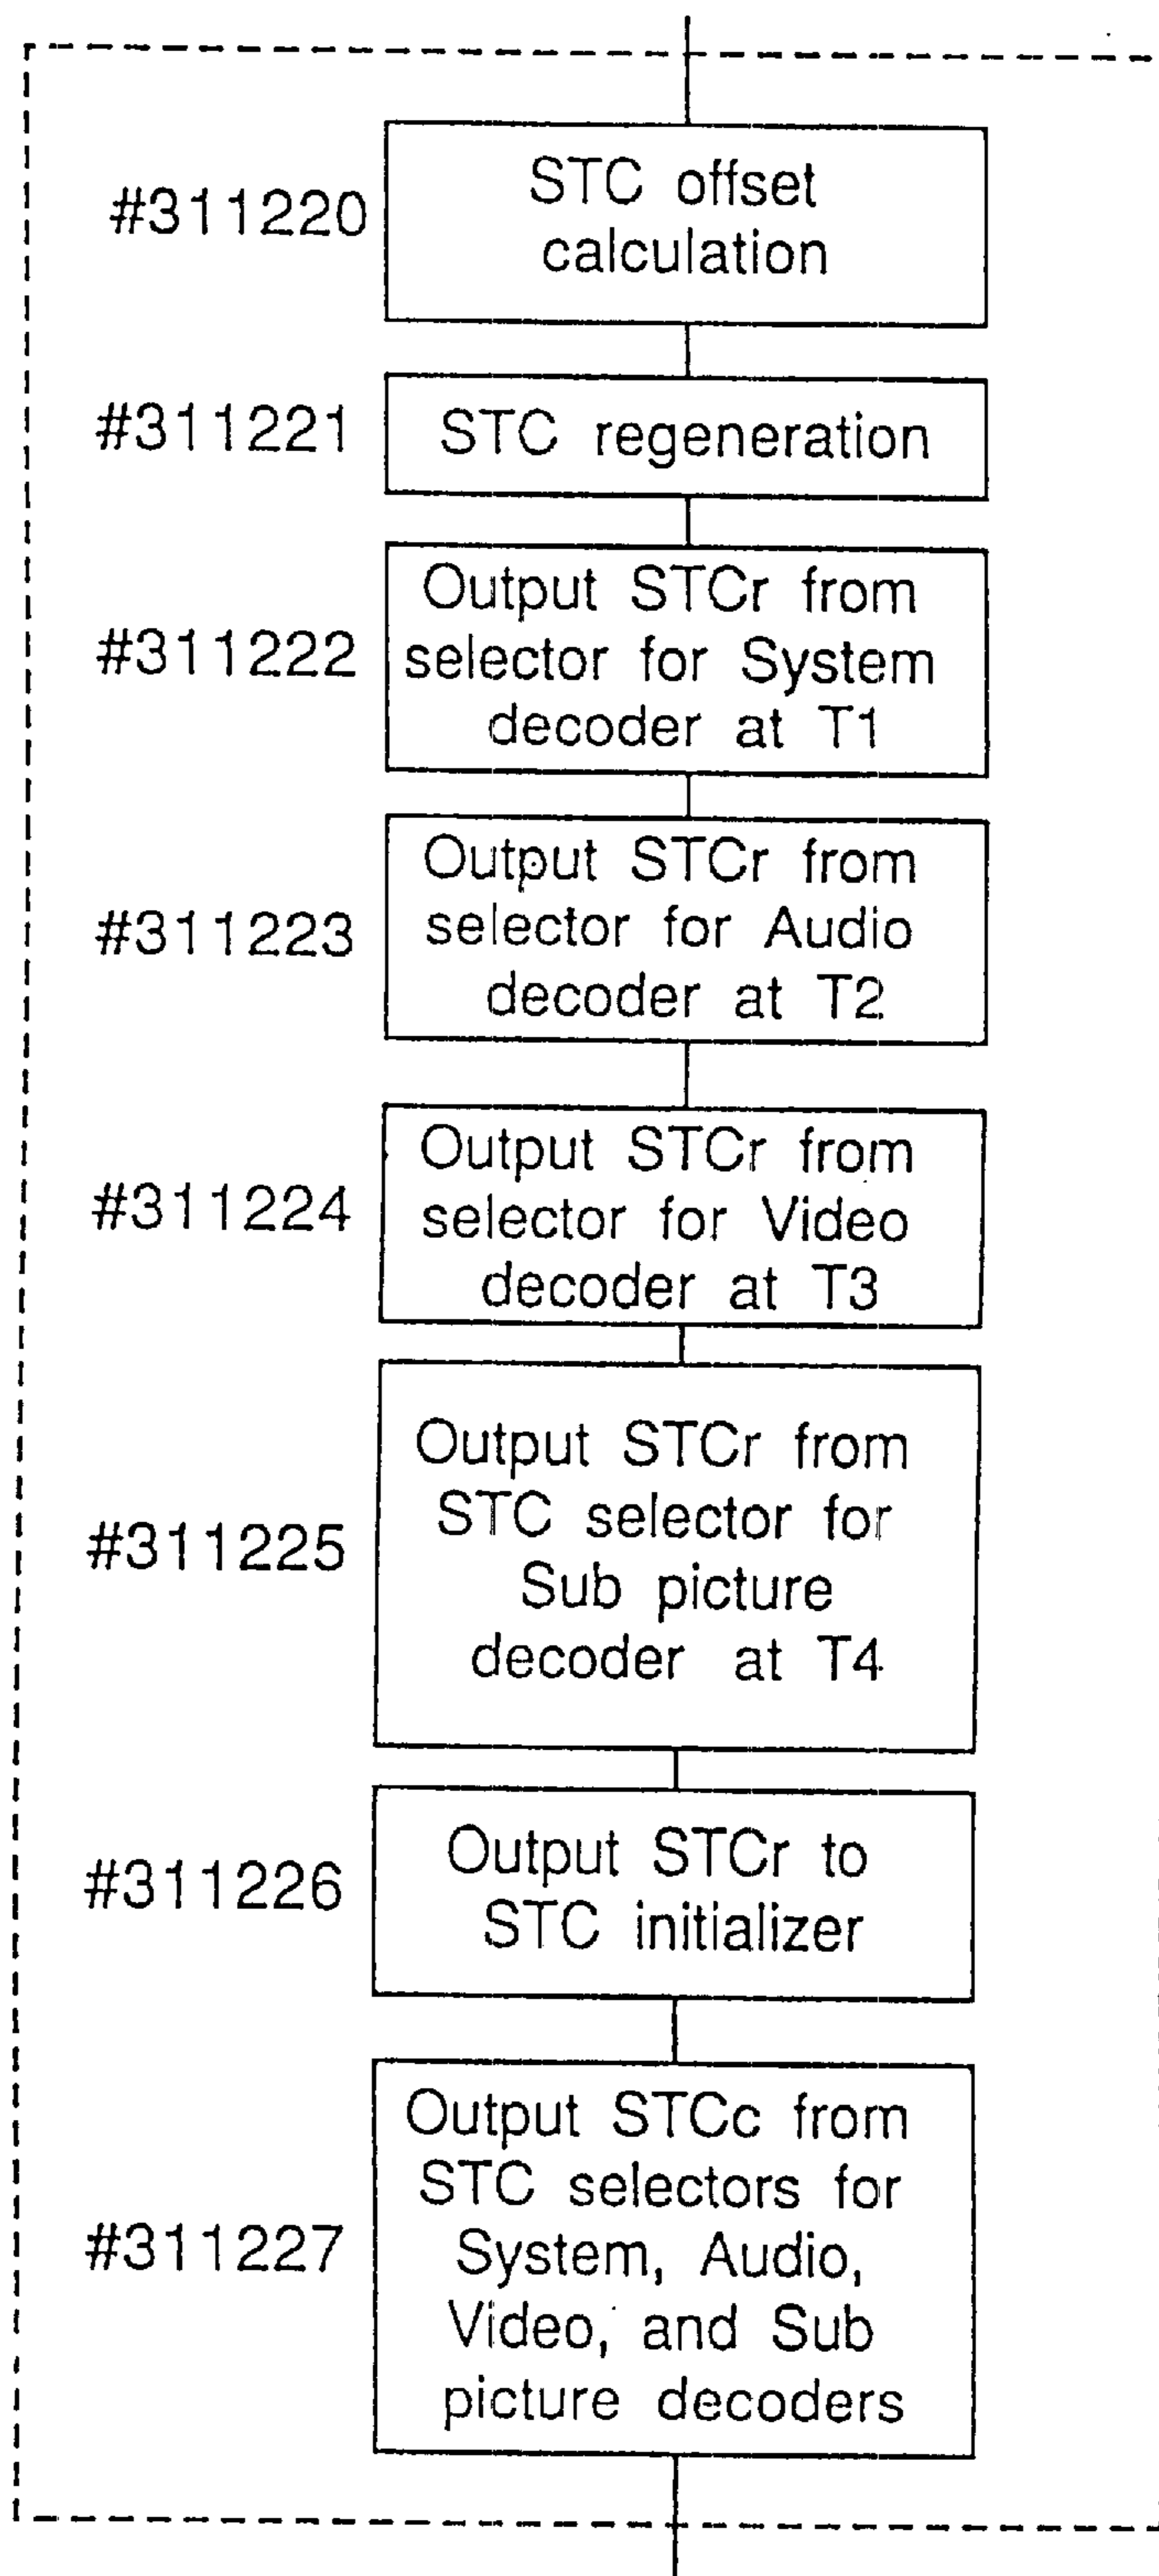 #311220
STC offset
calculation
#311221
STC regeneration
#311222
Output STCr from
selector for System
decoder at T1
#311223
Output STCr from
selector for Audio
decoder at T2
#311224
Output STCr from
selector for Video
decoder at T3
#311225
Output STCr from
STC selector for
Sub picture
decoder at T4
#311226
Output STCr to
STC initializer
#311227
Output STCc from
STC selectors for
System, Audio,
Video, and Sub
picture decoders